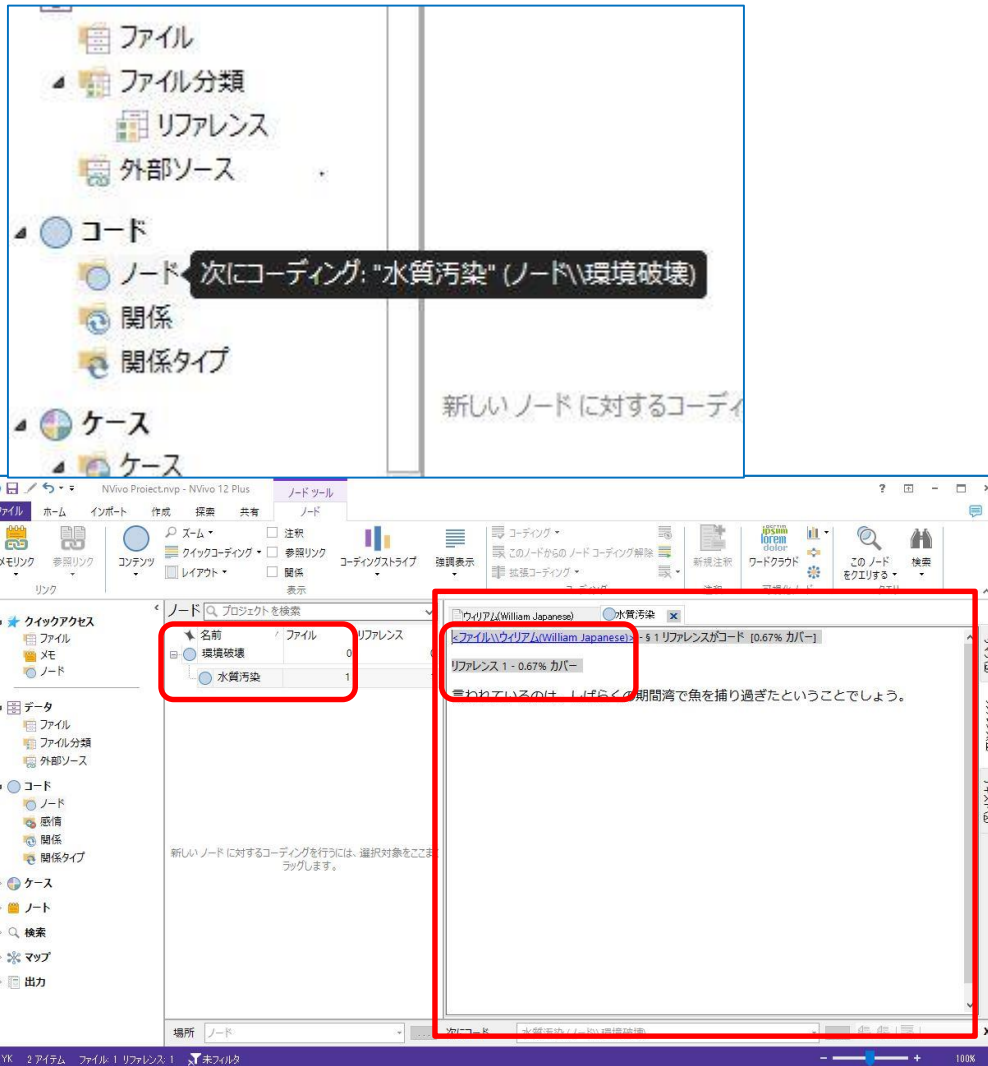 ファイル
ファイル分類
リファレンス
外部ソース
コード
ノード 次にコーディング: "水質汚染" (ノード\\環境破壊)
関係
関係タイプ
新しい ノード に対するコーディ
ケース
ケース
NVivo Project.nvp - NVivo 12 Plus ノード ツール
ファイル ホーム インポート 作成 探索 共有 ノード
メモリンク 参照リンク コンテンツ
ズーム 注釈
クイックコーディング 参照リンク
レイアウト 関係
コーディングストライプ 強調表示
コーディング
このノードからの ノード コーディング解除
拡張コーディング
新規注釈 ワードクラウド このノードをクエリする 検索
リンク 表示
クイックアクセス
ファイル
メモ
ノード
データ
ファイル
ファイル分類
外部ソース
コード
ノード
感情
関係
関係タイプ
ケース
ノート
検索
マップ
出力
ノード プロジェクトを検索
名前 ファイル リファレンス
環境破壊 0
水質汚染 1
新しい ノード に対するコーディングを行うには、選択対象をここま
ラッグします。
ウィリアム(William Japanese) 水質汚染
<ファイル\\ウィリアム(William Japanese)> - § 1 リファレンスがコード [0.67% カバー]
リファレンス 1 - 0.67% カバー
言われているのは、しばらくの期間湾で魚を捕り過ぎたということでしょう。
場所 ノード
次にコード 水質汚染 (ノード\\環境破壊)
YK 2 アイテム ファイル: 1 リファレンス: 1 未フィルタ
100%